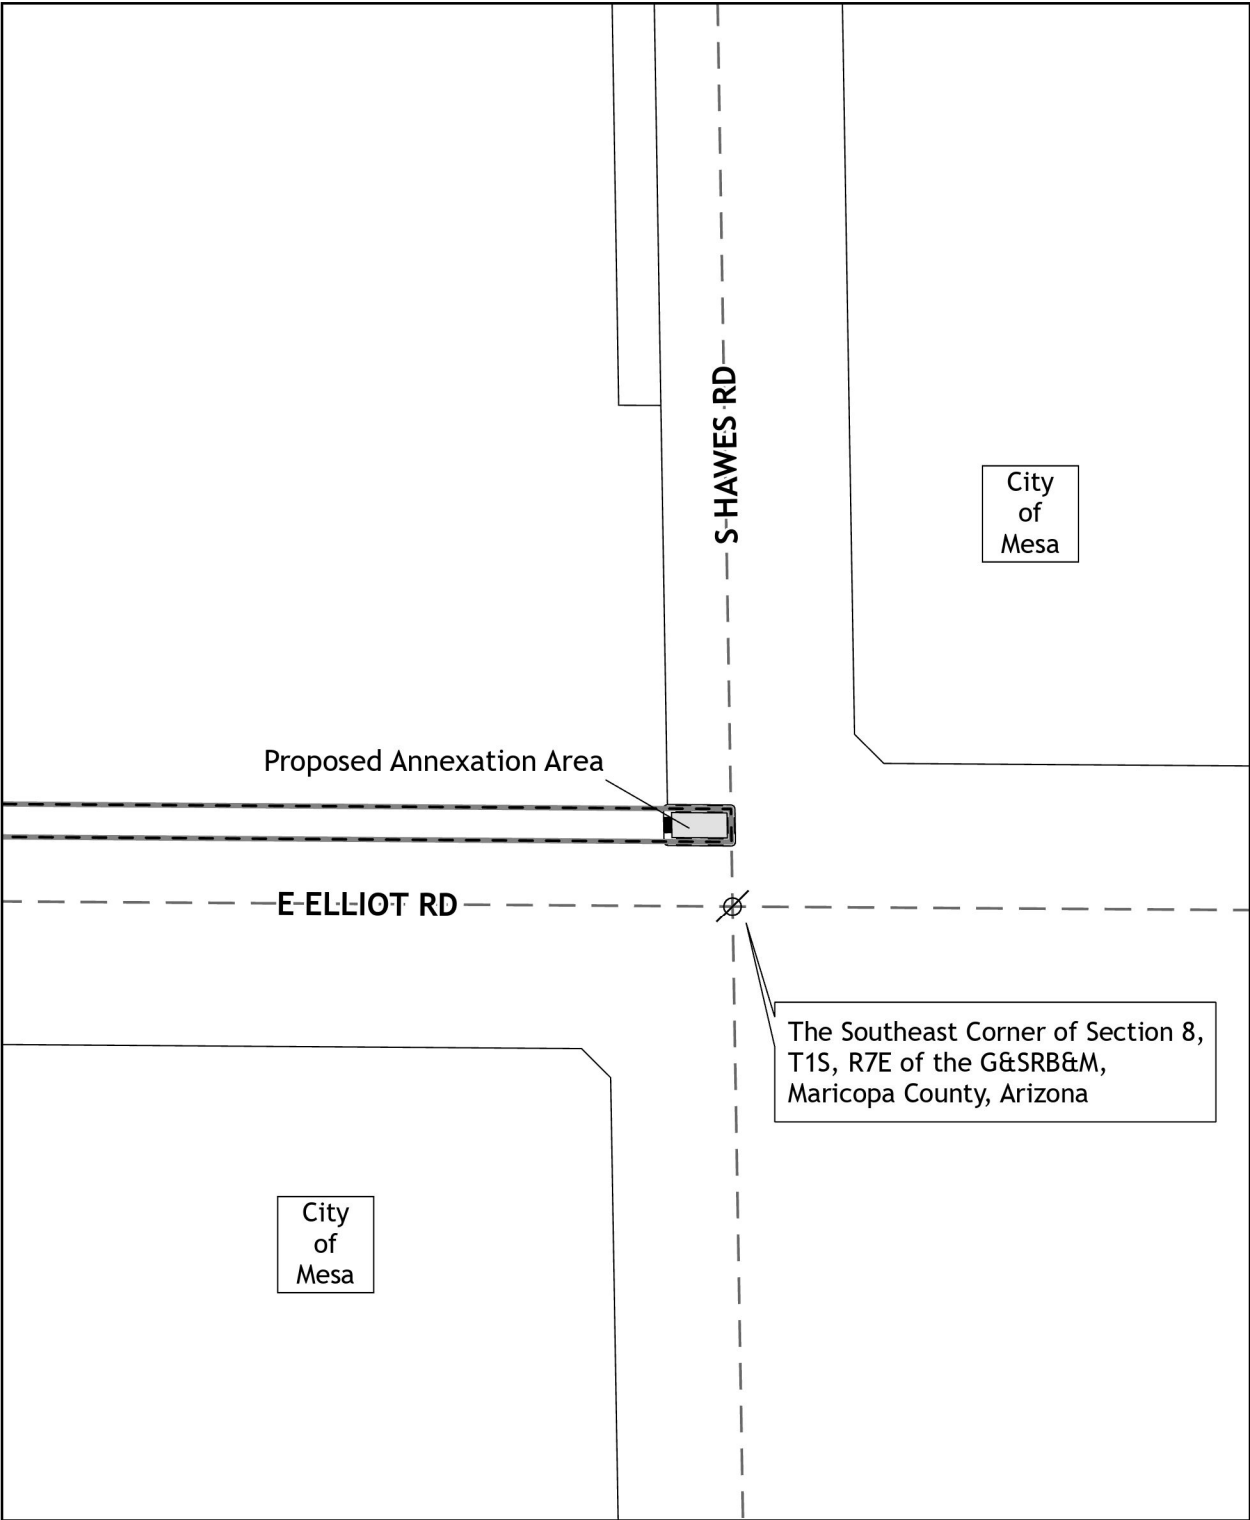 S HAWES RD
City
of
Mesa
Proposed Annexation Area
E ELLIOT RD
The Southeast Corner of Section 8,
T1S, R7E of the G&SRB&M,
Maricopa County, Arizona
City
of
Mesa